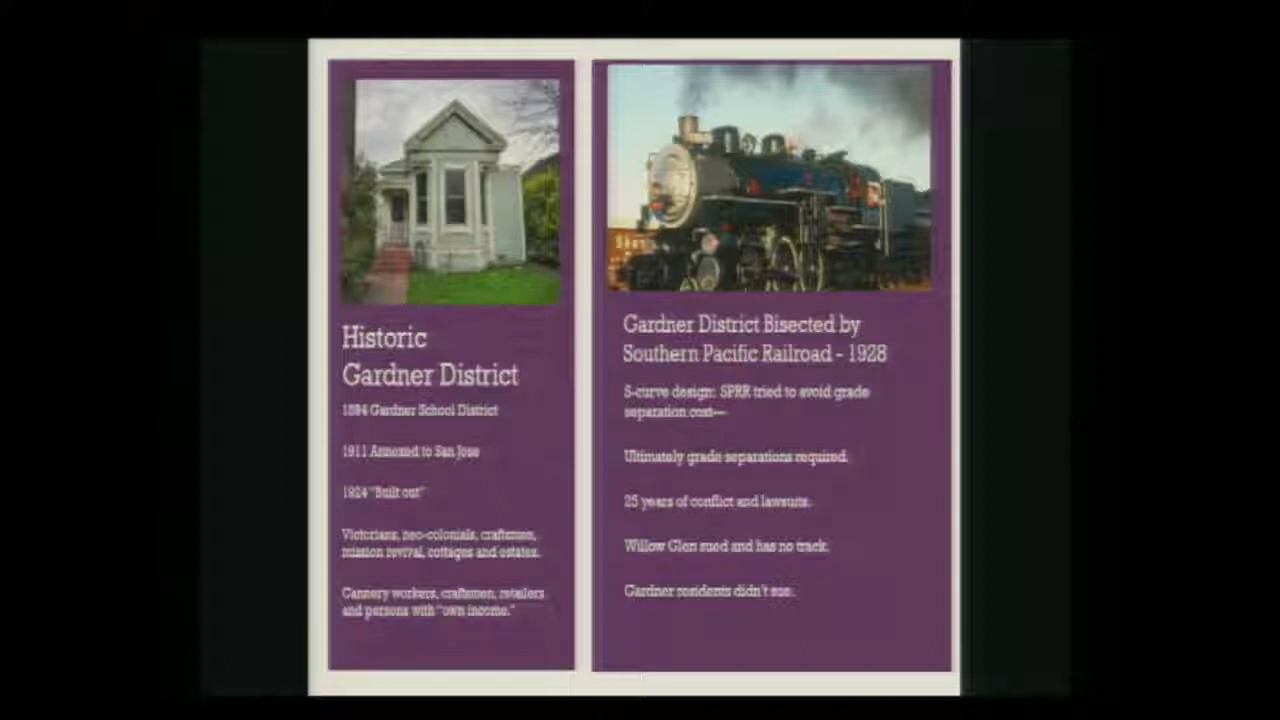 Historic
Gardner District
1894 Gardner School District
1911 Annexed to San Jose
1924 "Built out"
Victorians, neo-colonials, craftsmen,
mission revival, cottages and estates.
Cannery workers, craftsmen, retailers
and persons with "own income."
Gardner District Bisected by
Southern Pacific Railroad - 1928
S-curve design: SPRR tried to avoid grade
separation cost—
Ultimately grade separations required.
25 years of conflict and lawsuits.
Willow Glen sued and has no track.
Gardner residents didn't sue.